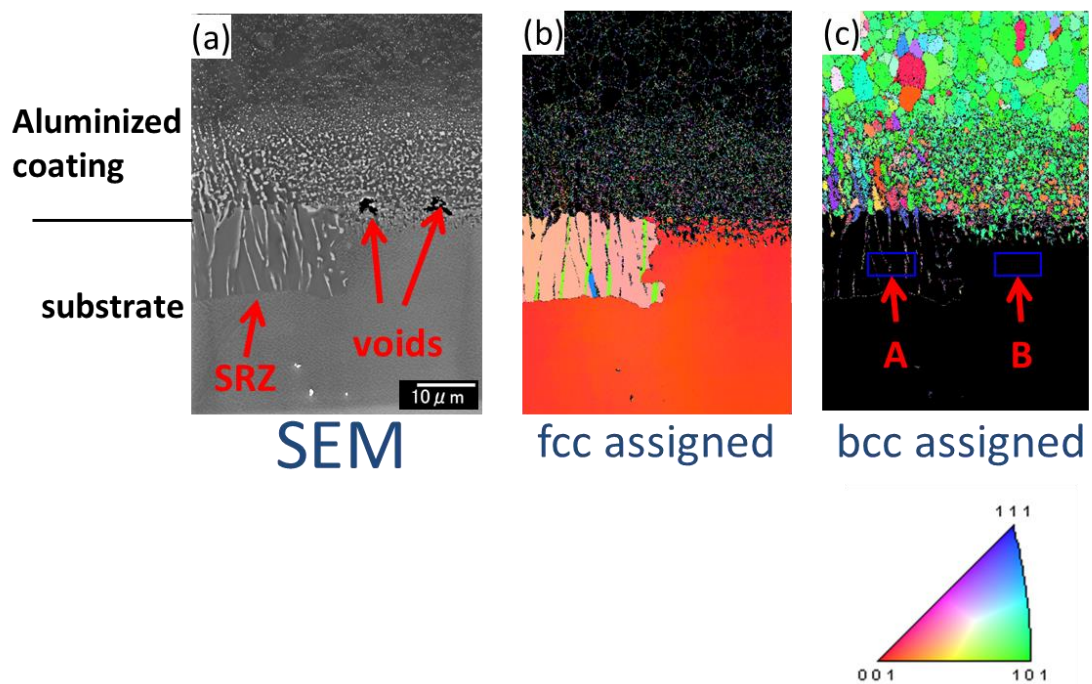 (a)
(b)
(c)
Aluminized
coating
substrate
SRZ
voids
10 μm
A
B
SEM
fcc assigned
bcc assigned
111
001
101